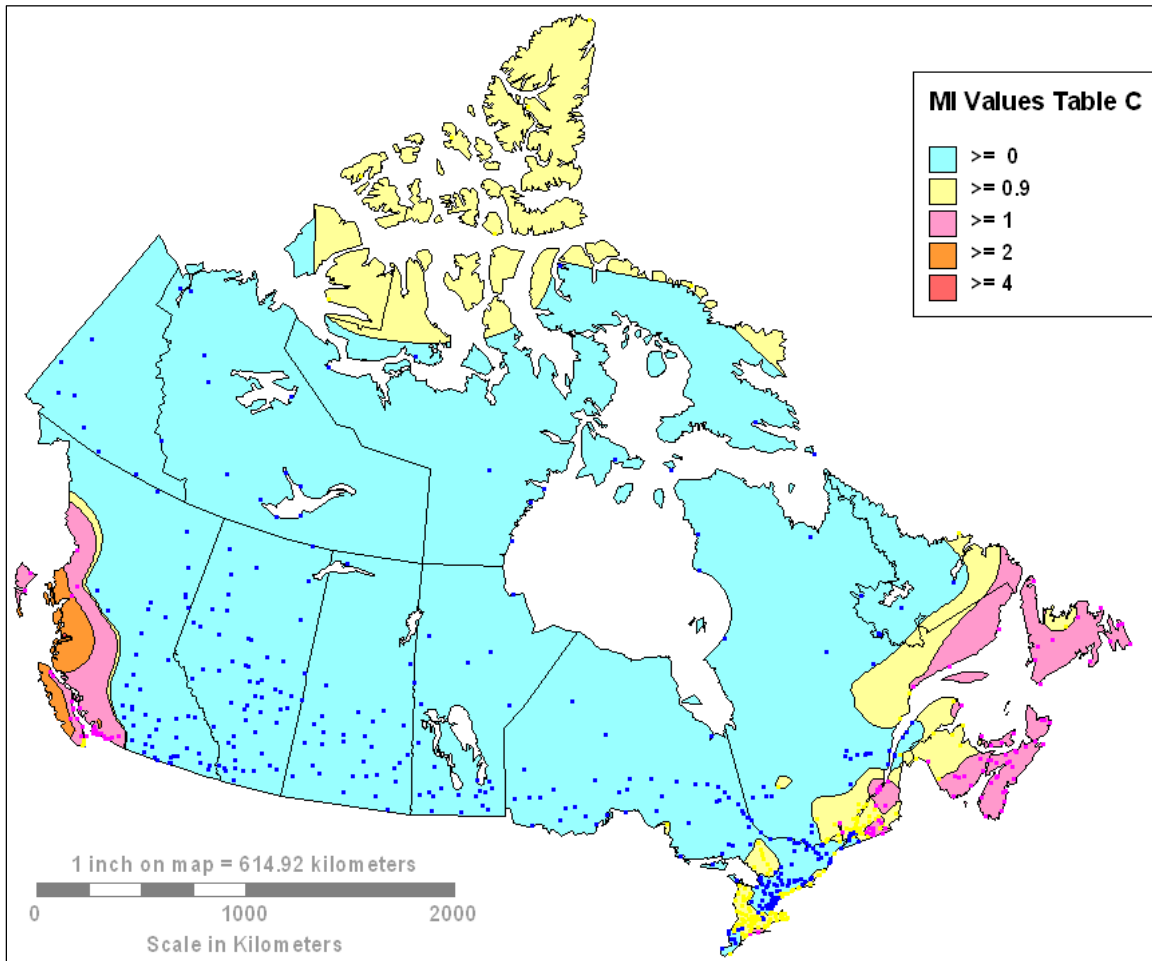 MI Values Table C
>= 0
>= 0.9
>= 1
>= 2
>= 4
1 inch on map = 614.92 kilometers
0 1000 2000
Scale in Kilometers